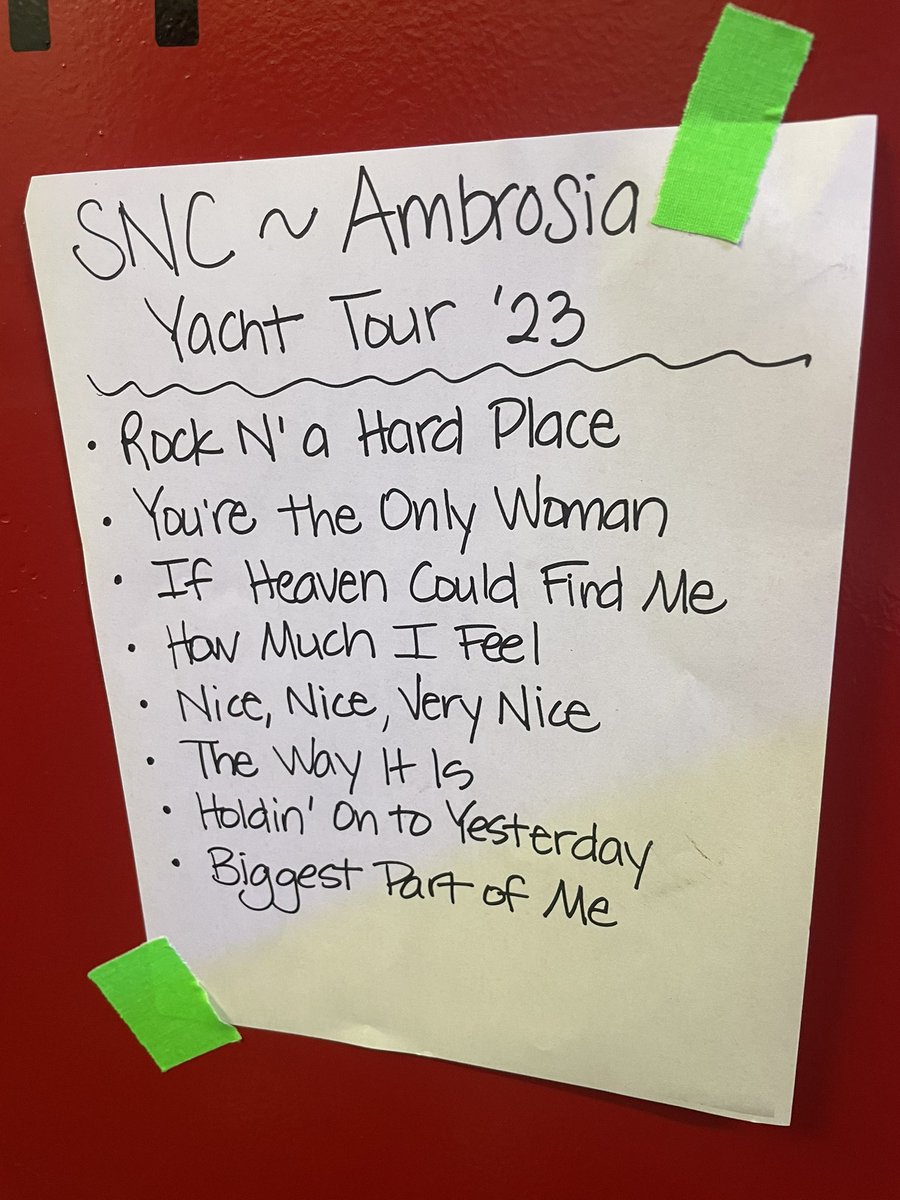 SNC ~ Ambrosia
Yacht Tour '23
• Rock N' a Hard Place
• You're the Only Woman
• If Heaven Could Find Me
• How Much I Feel
• Nice, Nice, Very Nice
• The Way It Is
• Holdin' On to Yesterday
• Biggest Part of Me